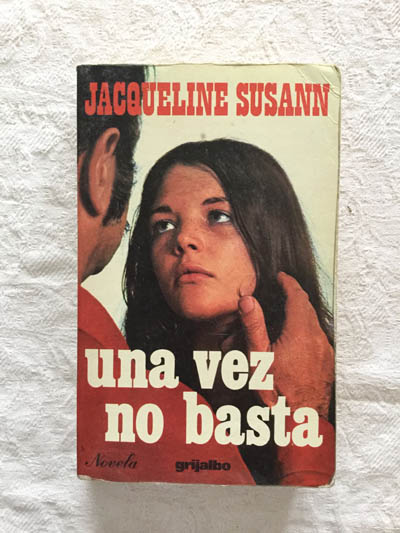 JACQUELINE SUSANN
una vez
no basta
Novela
grijalbo